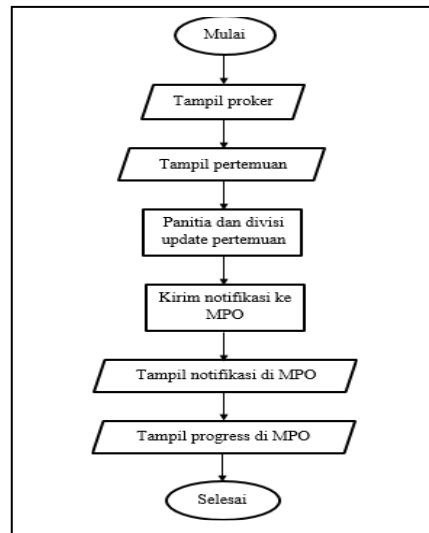 Mulai
Tampil proker
Tampil pertemuan
Panitia dan divisi
update pertemuan
Kirim notifikasi ke
MPO
Tampil notifikasi di MPO
Tampil progress di MPO
Selesai